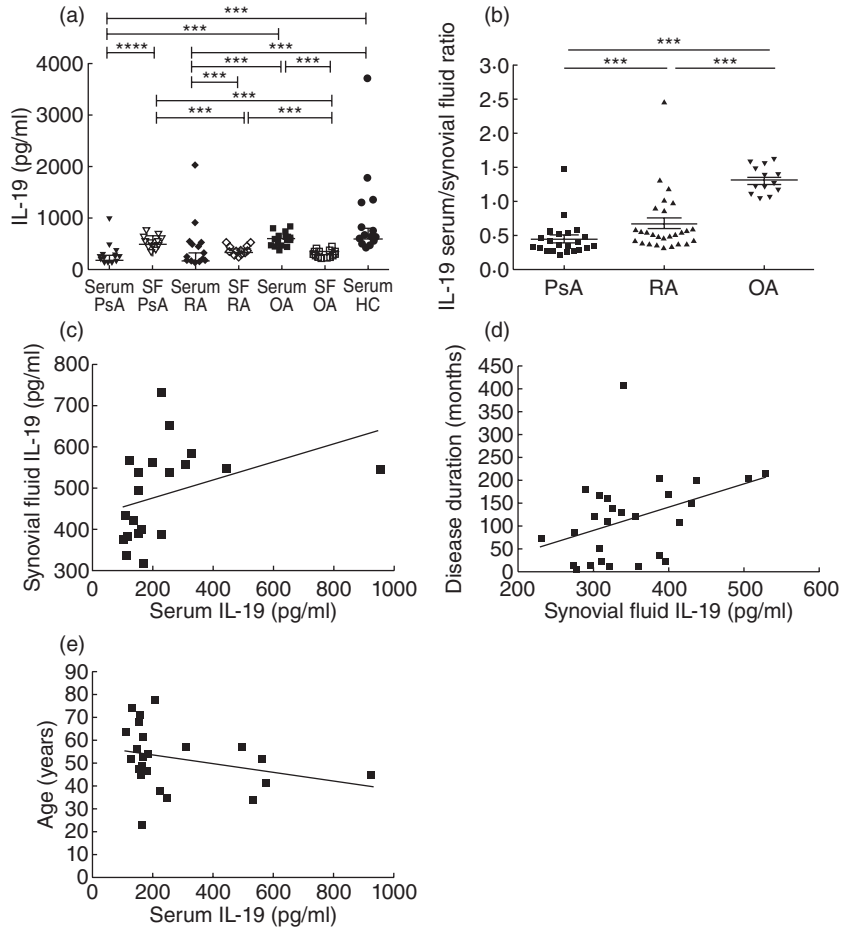 (a)
***
***
**** ***
*** ***
***
***
*** ***
4000
3000
2000
1000
0
IL-19 (pg/ml)
Serum SF Serum SF Serum SF Serum
PsA PsA RA RA OA OA HC
(b)
***
*** ***
3·0
2·5
2·0
1·5
1·0
0·5
0·0
IL-19 serum/synovial fluid ratio
PsA RA OA
(c)
800
700
600
500
400
300
Synovial fluid IL-19 (pg/ml)
0 200 400 600 800 1000
Serum IL-19 (pg/ml)
(d)
450
400
350
300
250
200
150
100
50
0
Disease duration (months)
200 300 400 500 600
Synovial fluid IL-19 (pg/ml)
(e)
90
80
70
60
50
40
30
20
10
0
Age (years)
0 200 400 600 800 1000
Serum IL-19 (pg/ml)